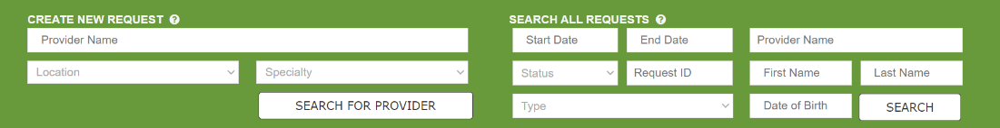 CREATE NEW REQUEST ?
Provider Name
Location
Specialty
SEARCH FOR PROVIDER
SEARCH ALL REQUESTS ?
Start Date
End Date
Provider Name
Status
Request ID
First Name
Last Name
Type
Date of Birth
SEARCH